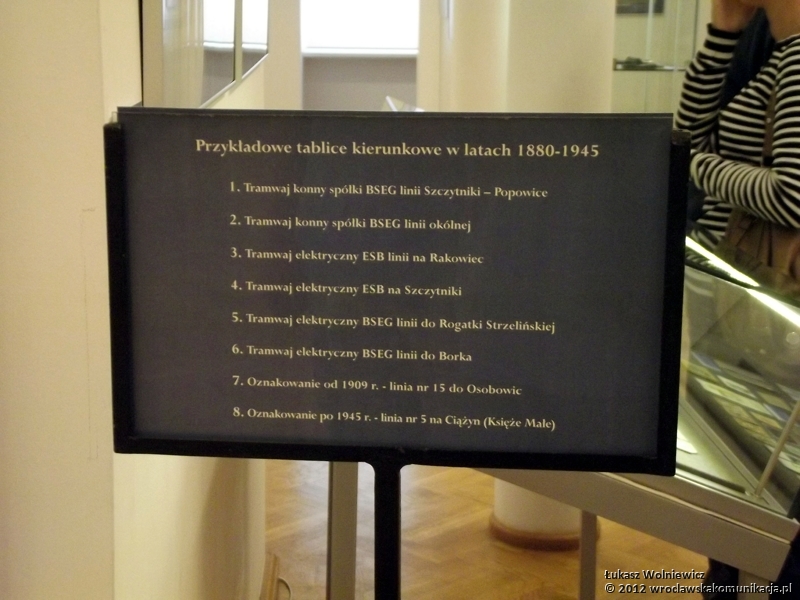 Przykładowe tablice kierunkowe w latach 1880-1945
1. Tramwaj konny spółki BSEG linii Szczytniki – Popowice
2. Tramwaj konny spółki BSEG linii okólnej
3. Tramwaj elektryczny ESB linii na Rakowiec
4. Tramwaj elektryczny ESB na Szczytniki
5. Tramwaj elektryczny BSEG linii do Rogatki Strzelińskiej
6. Tramwaj elektryczny BSEG linii do Borka
7. Oznakowanie od 1909 r. - linia nr 15 do Osobowic
8. Oznakowanie po 1945 r. - linia nr 5 na Ciążyn (Księże Małe)
Łukasz Wolniewicz
© 2012 wroclawskakomunikacja.pl